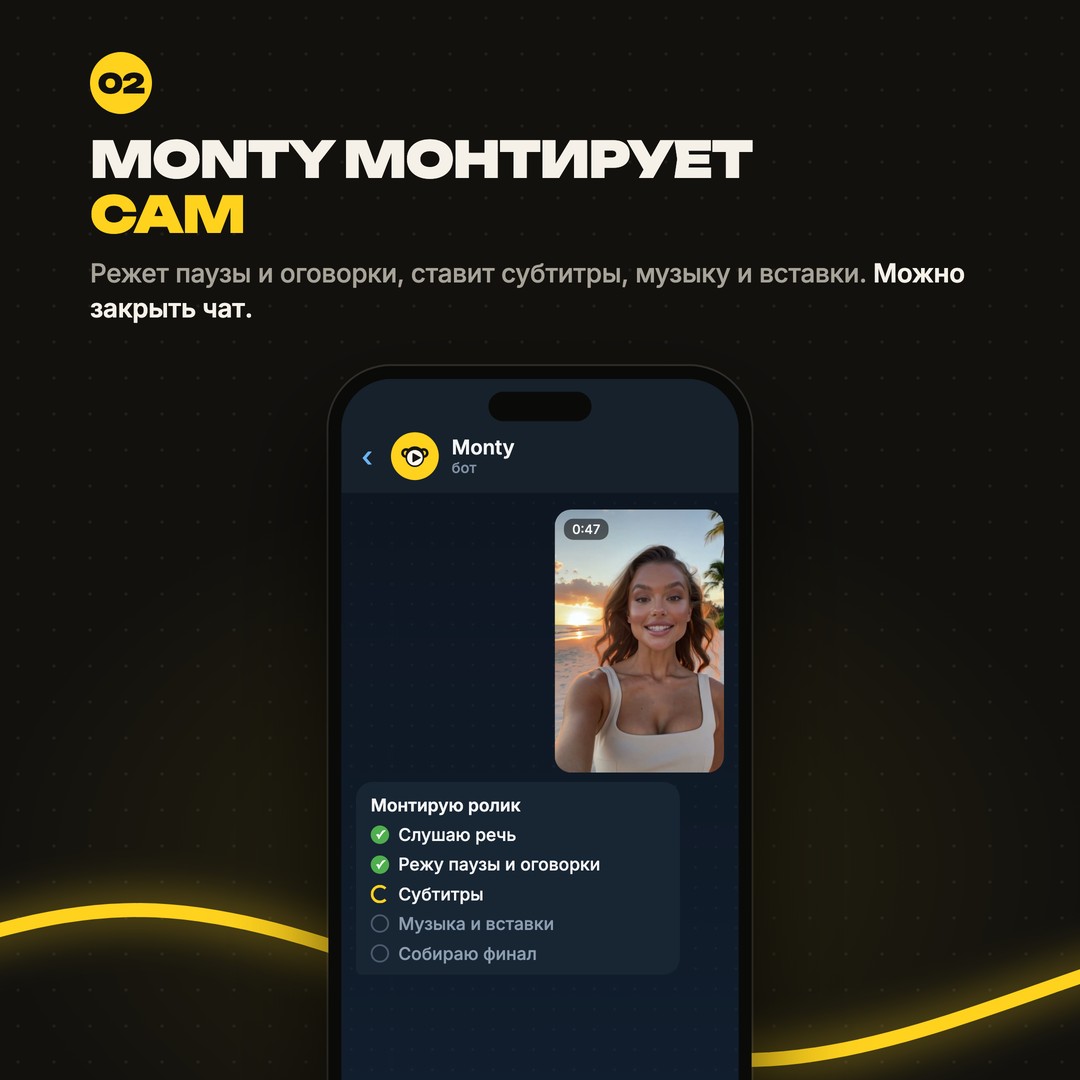 02
MONTY МОНТИРУЕТ
САМ
Режет паузы и оговорки, ставит субтитры, музыку и вставки. Можно
закрыть чат.
Monty
бот
0:47
Монтирую ролик
Слушаю речь
Режу паузы и оговорки
Субтитры
Музыка и вставки
Собираю финал